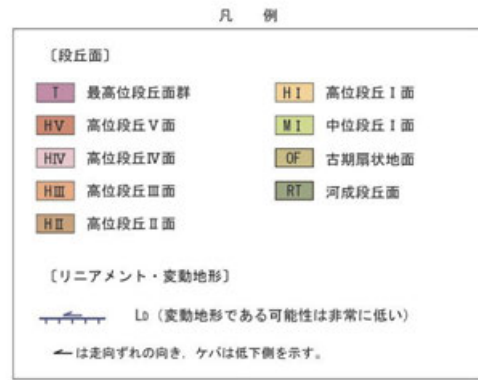 凡 例
〔段丘面〕
T 最高位段丘面群
HⅤ 高位段丘Ⅴ面
HⅣ 高位段丘Ⅳ面
HⅢ 高位段丘Ⅲ面
HⅡ 高位段丘Ⅱ面
HⅠ 高位段丘Ⅰ面
MⅠ 中位段丘Ⅰ面
OF 古期扇状地面
RT 河成段丘面
〔リニアメント・変動地形〕
LD（変動地形である可能性は非常に低い）
は走向ずれの向き，ケバは低下側を示す。